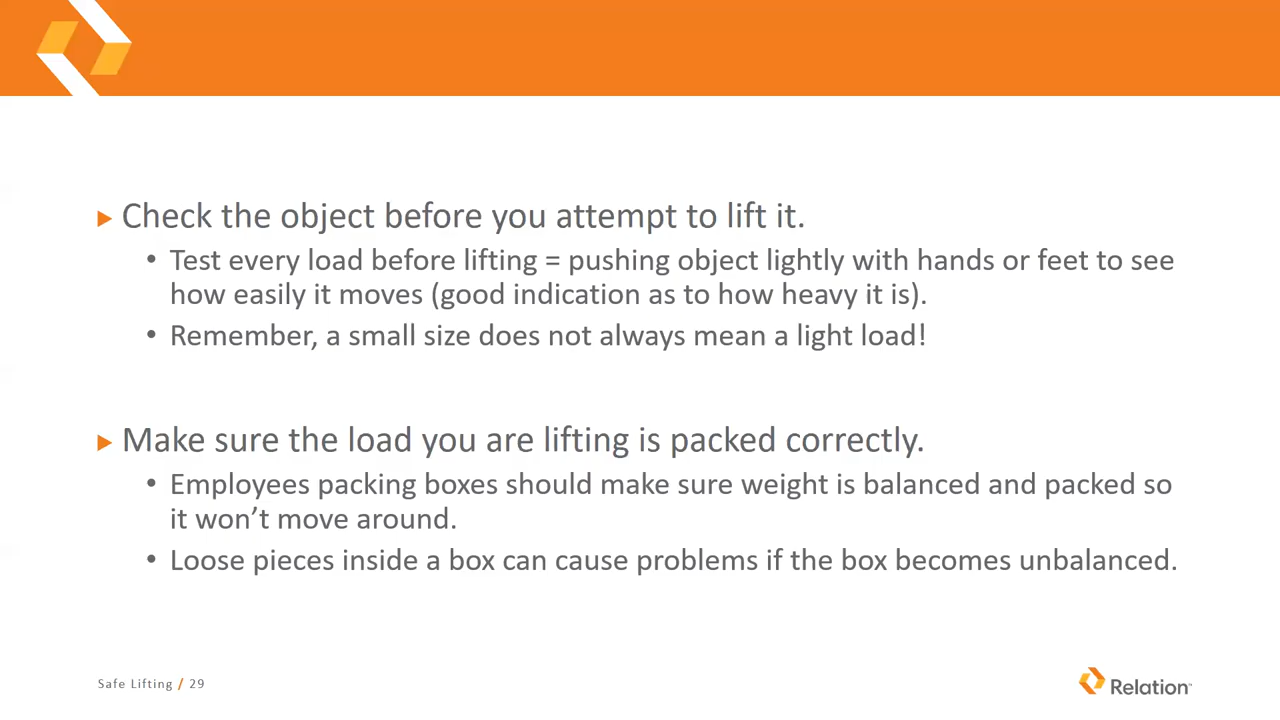 ▶ Check the object before you attempt to lift it.
• Test every load before lifting = pushing object lightly with hands or feet to see
how easily it moves (good indication as to how heavy it is).
• Remember, a small size does not always mean a light load!
▶ Make sure the load you are lifting is packed correctly.
• Employees packing boxes should make sure weight is balanced and packed so
it won’t move around.
• Loose pieces inside a box can cause problems if the box becomes unbalanced.
Safe Lifting / 29
Relation™